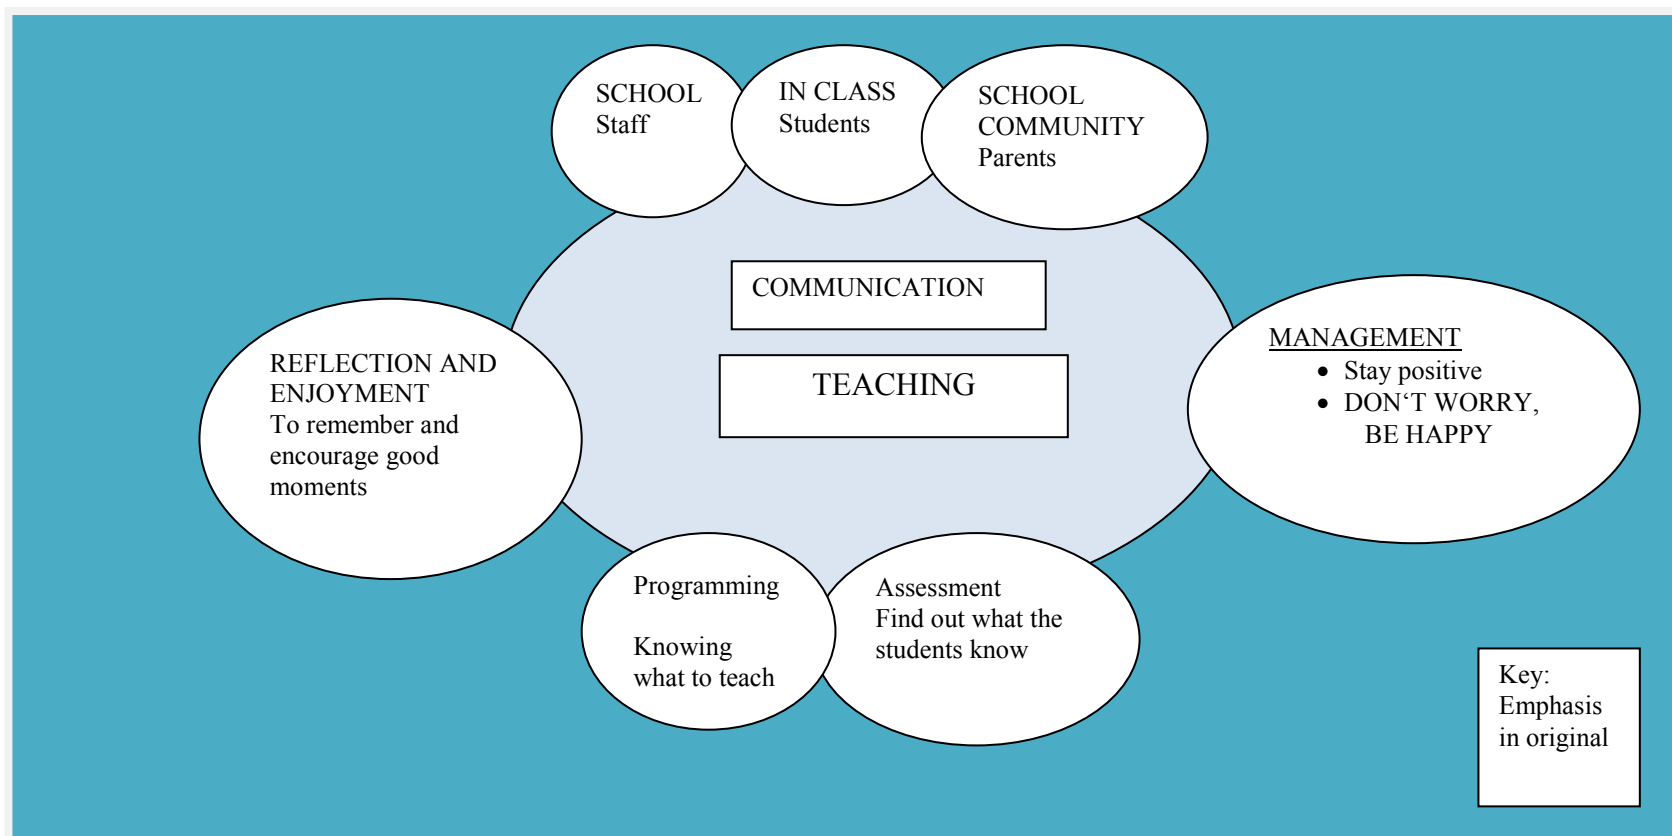 SCHOOL
Staff
IN CLASS
Students
SCHOOL
COMMUNITY
Parents
COMMUNICATION
TEACHING
REFLECTION AND
ENJOYMENT
To remember and
encourage good
moments
MANAGEMENT
• Stay positive
• DON‘T WORRY,
BE HAPPY
Programming
Knowing
what to teach
Assessment
Find out what the
students know
Key:
Emphasis
in original